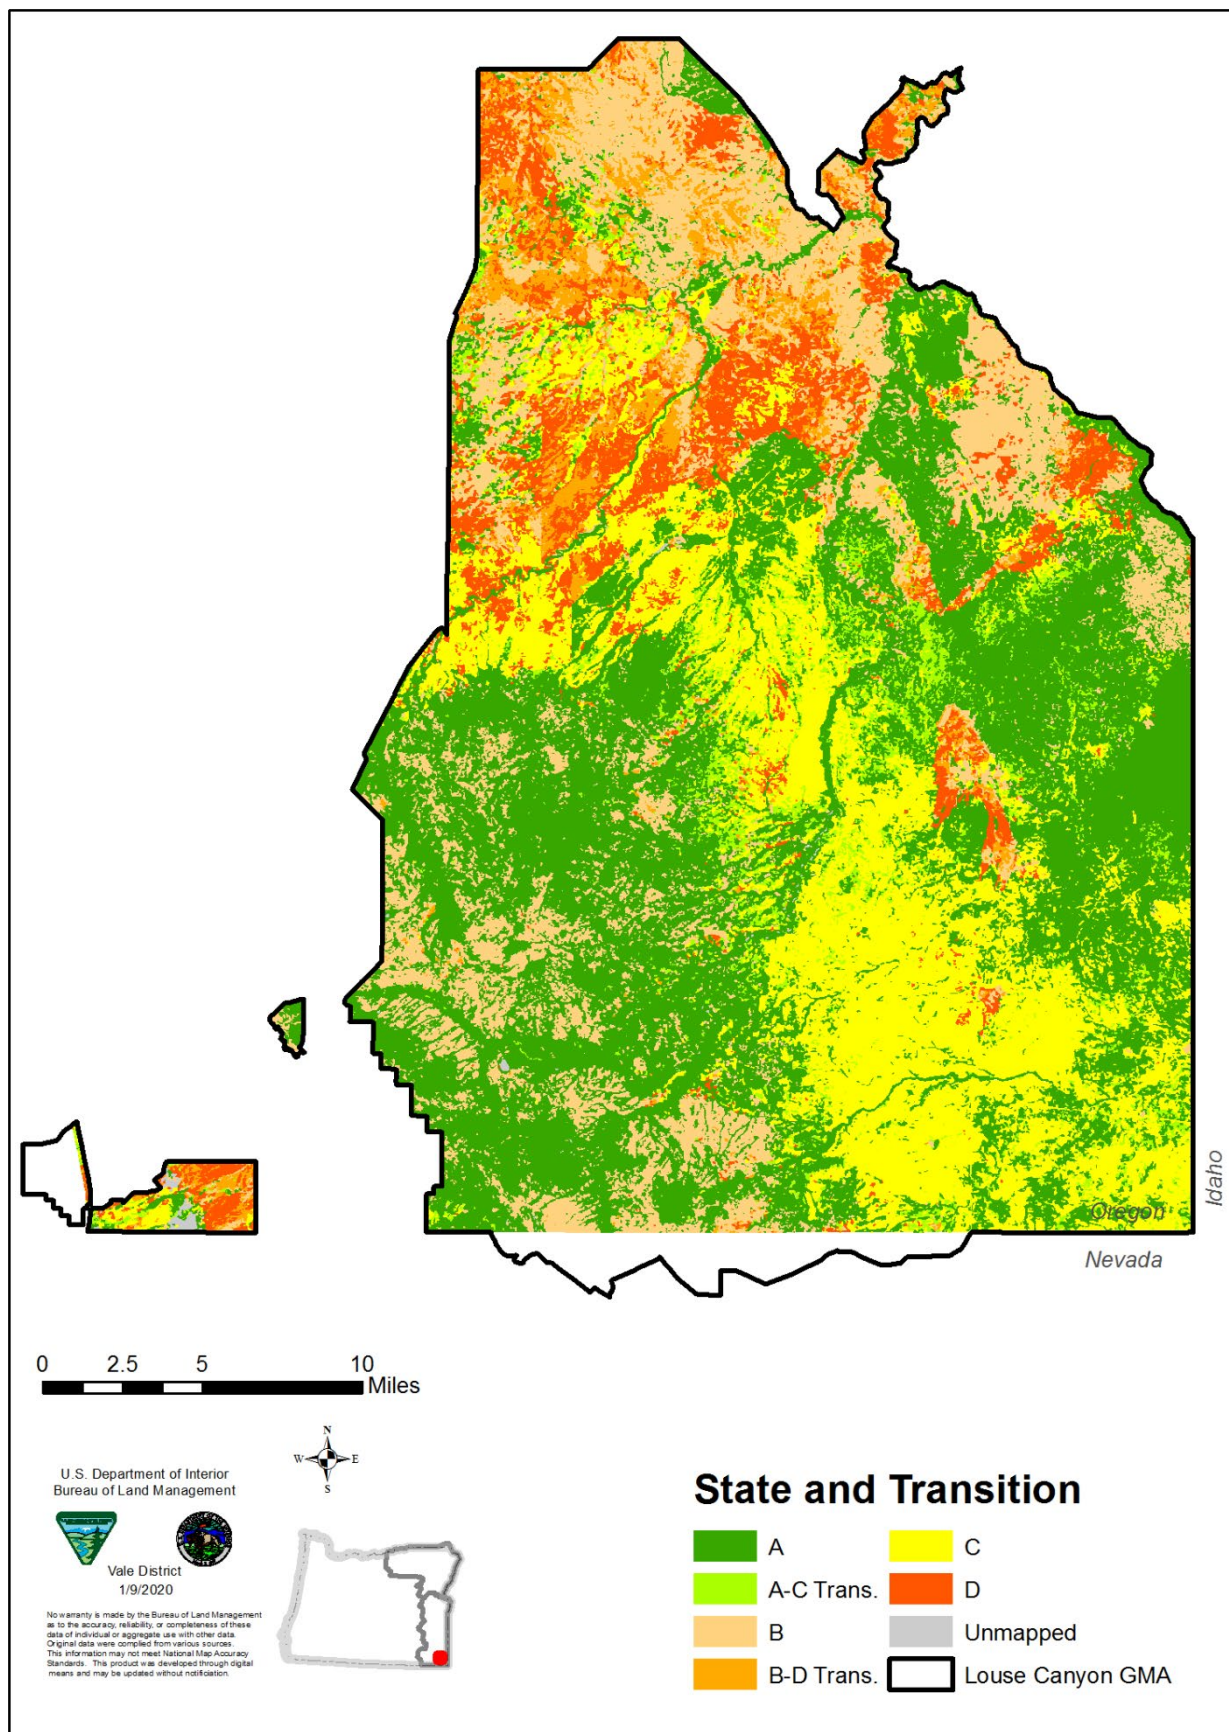 Idaho
Oregon
Nevada
0 2.5 5 10
Miles
N
W E
S
U.S. Department of Interior
Bureau of Land Management
Vale District
1/9/2020
No warranty is made by the Bureau of Land Management
as to the accuracy, reliability, or completeness of these
data of individual or aggregate use with other data.
Original data were compiled from various sources.
This information may not meet National Map Accuracy
Standards. This product was developed through digital
means and may be updated without notification.
State and Transition
A
A-C Trans.
B
B-D Trans.
C
D
Unmapped
Louse Canyon GMA